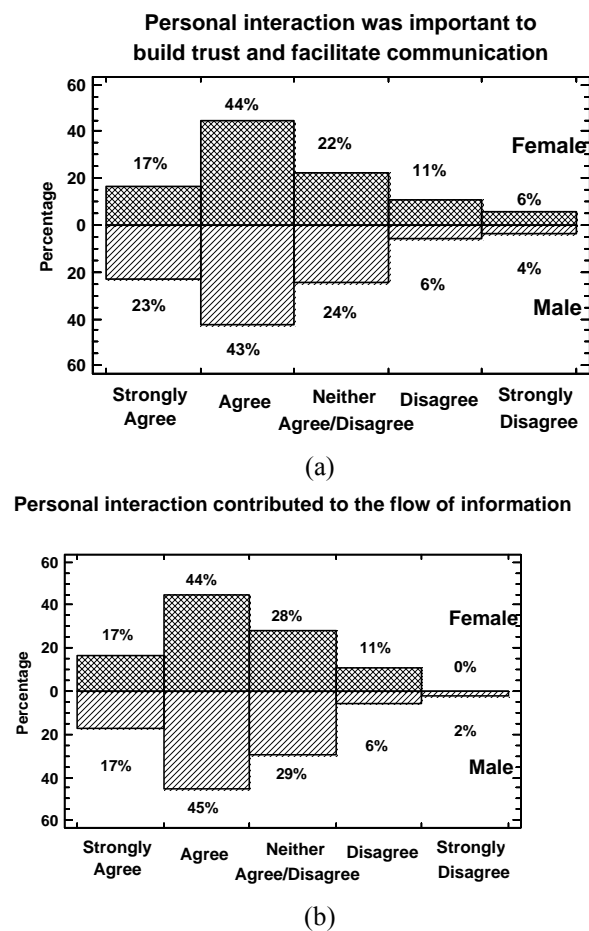 Personal interaction was important to
build trust and facilitate communication
60
44%
40
17%
22%
11%
Female
20
6%
0
Percentage
20
23%
24%
6%
4%
Male
40
43%
60
Strongly
Agree
Agree
Neither
Agree/Disagree
Disagree
Strongly
Disagree
(a)
Personal interaction contributed to the flow of information
60
44%
40
17%
28%
11%
Female
20
0%
0
Percentage
20
17%
29%
6%
2%
Male
40
45%
60
Strongly
Agree
Agree
Neither
Agree/Disagree
Disagree
Strongly
Disagree
(b)